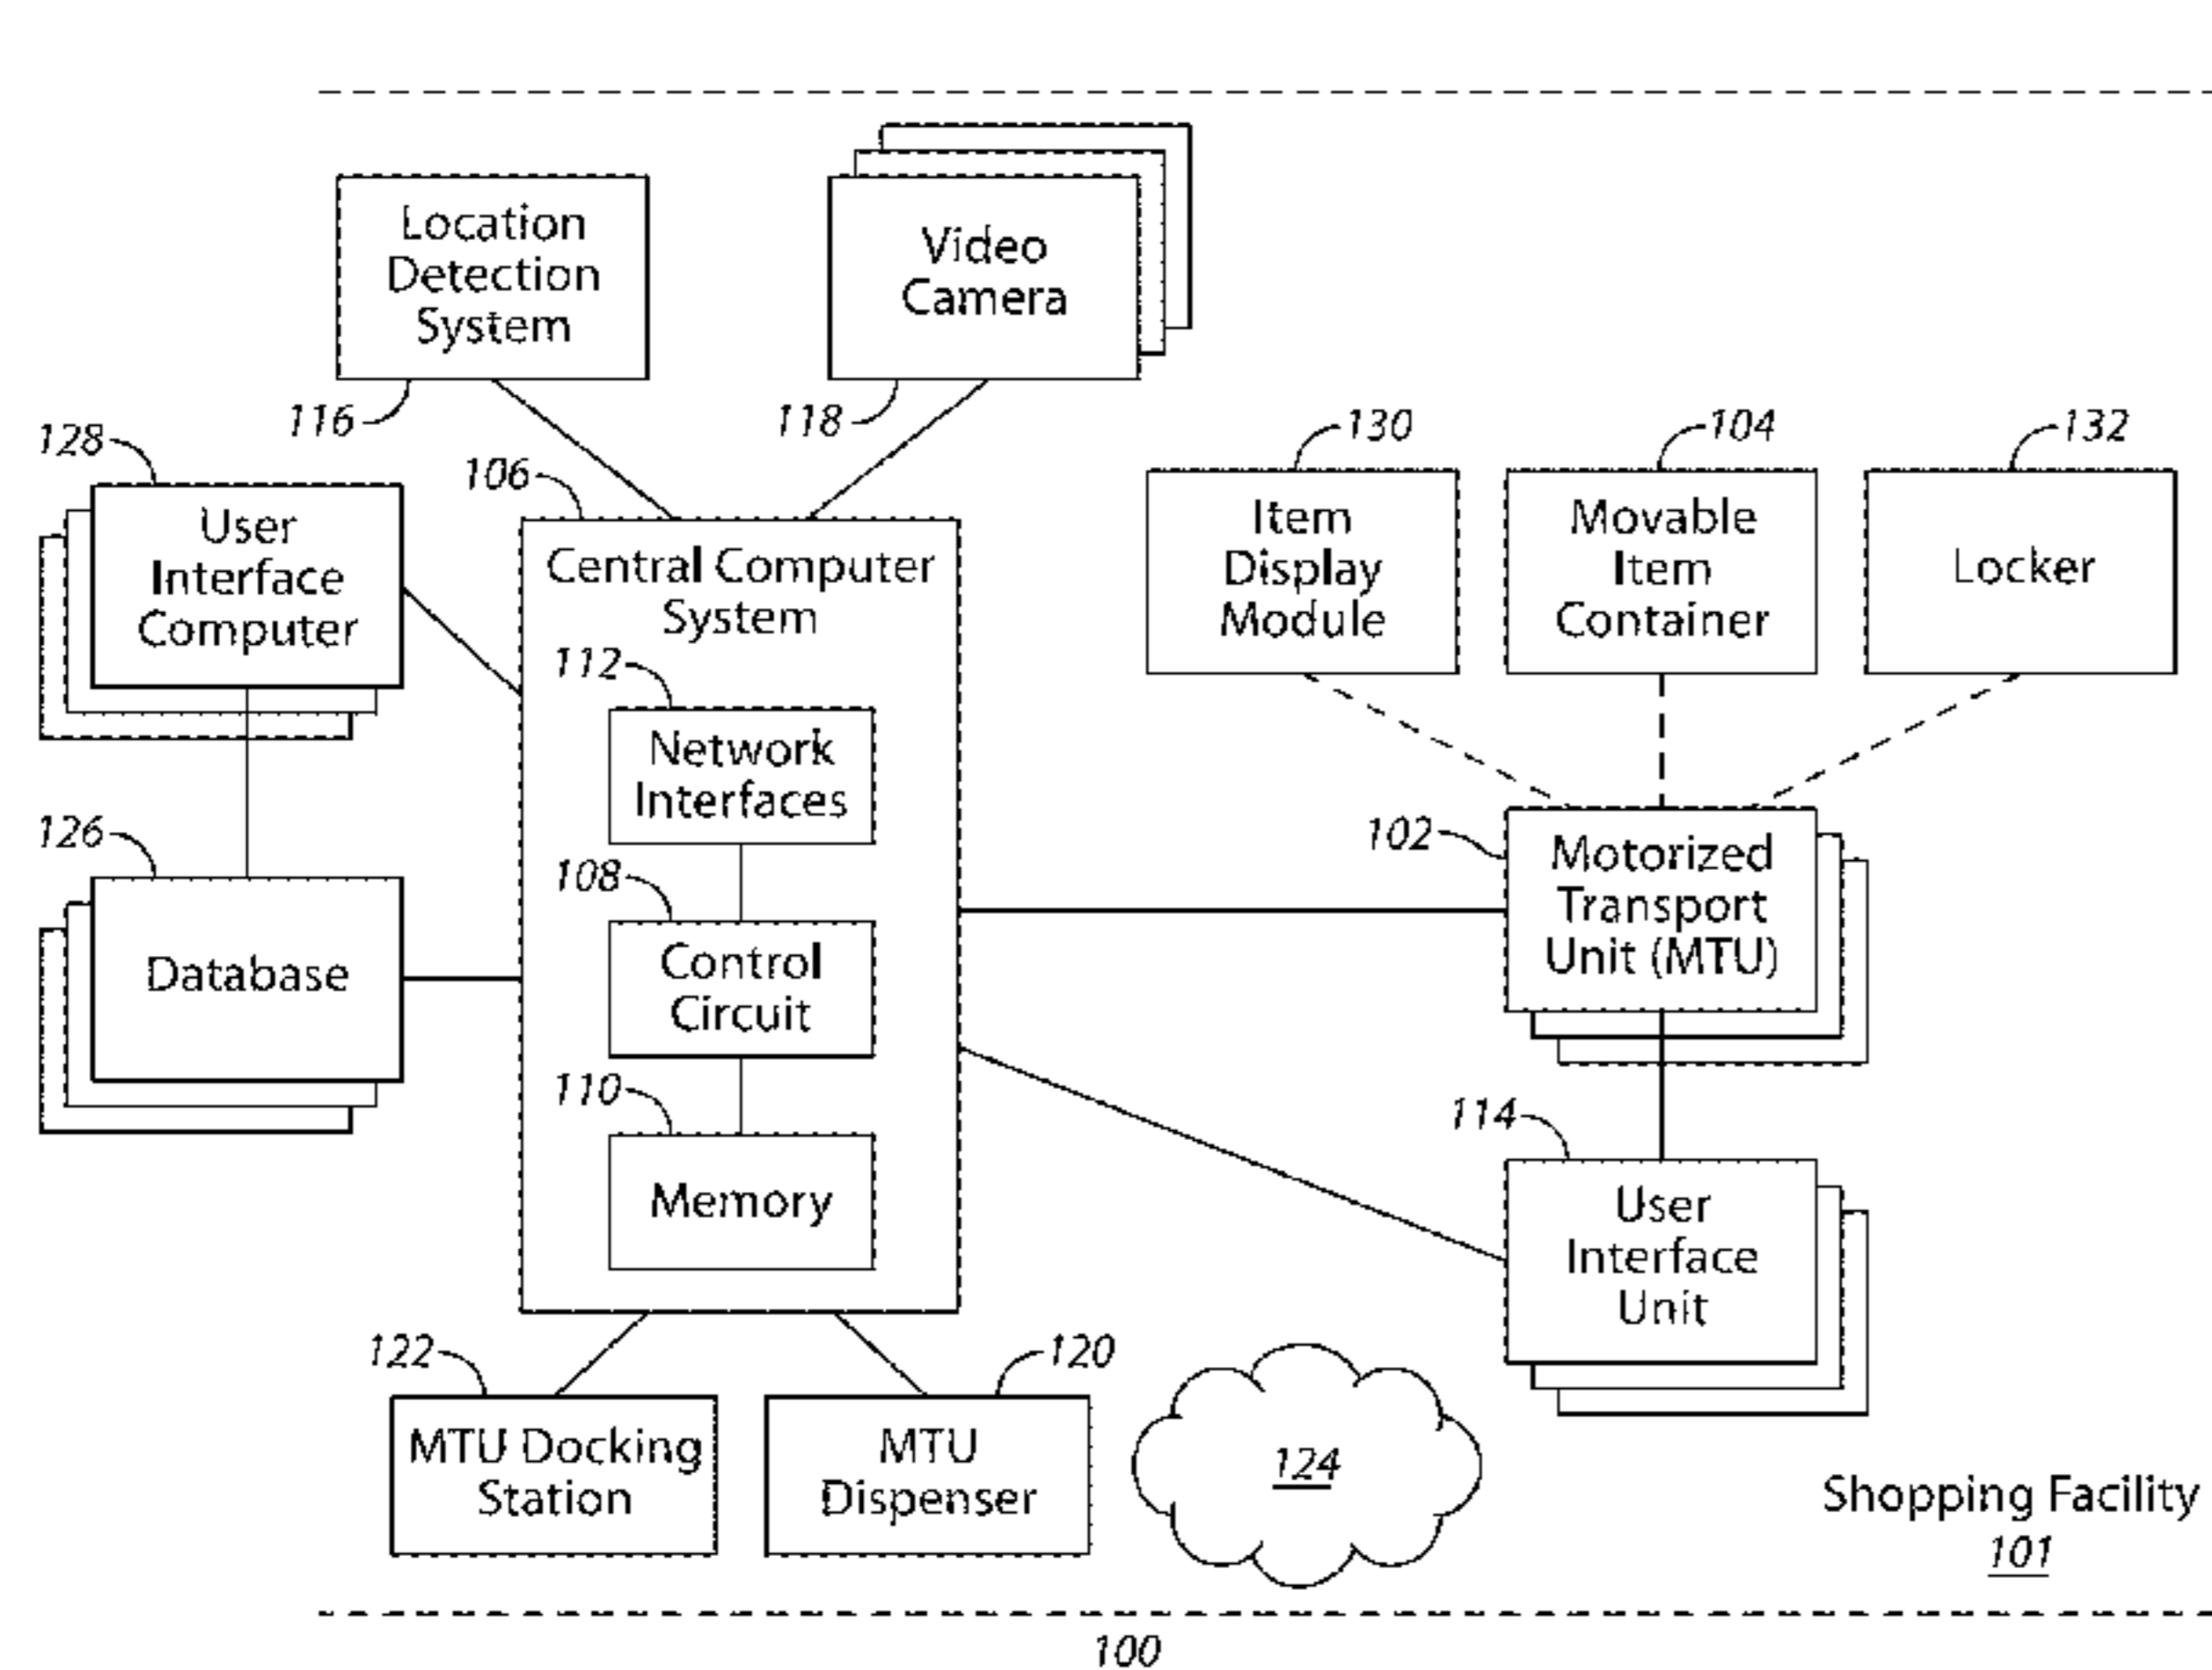 Location
Detection
System
116
Video
Camera
118
128
User
Interface
Computer
106
Central Computer
System
112
Network
Interfaces
108
Control
Circuit
110
Memory
130
Item
Display
Module
104
Movable
Item
Container
132
Locker
126
Database
102
Motorized
Transport
Unit (MTU)
114
User
Interface
Unit
122
MTU Docking
Station
120
MTU
Dispenser
124
Shopping Facility
101
100